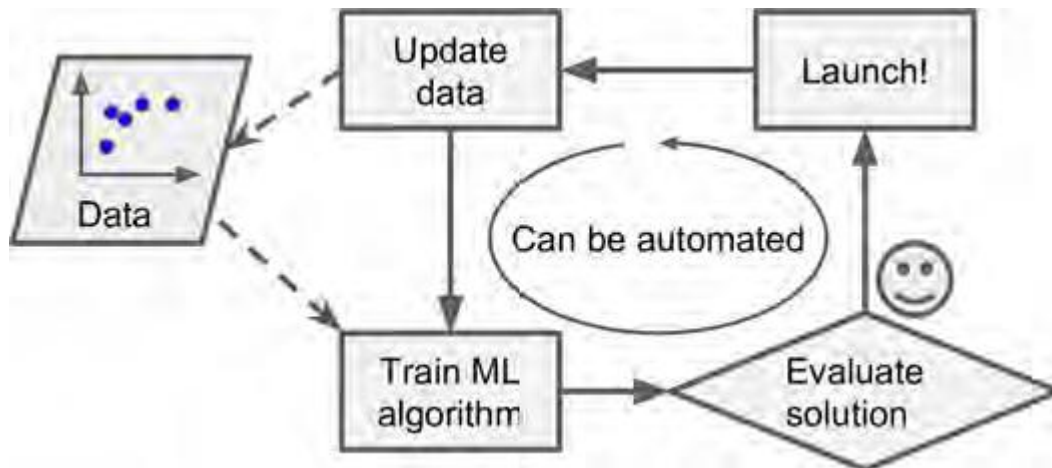 Update
data
Launch!
Data
Can be automated
Train ML
algorithm
Evaluate
solution